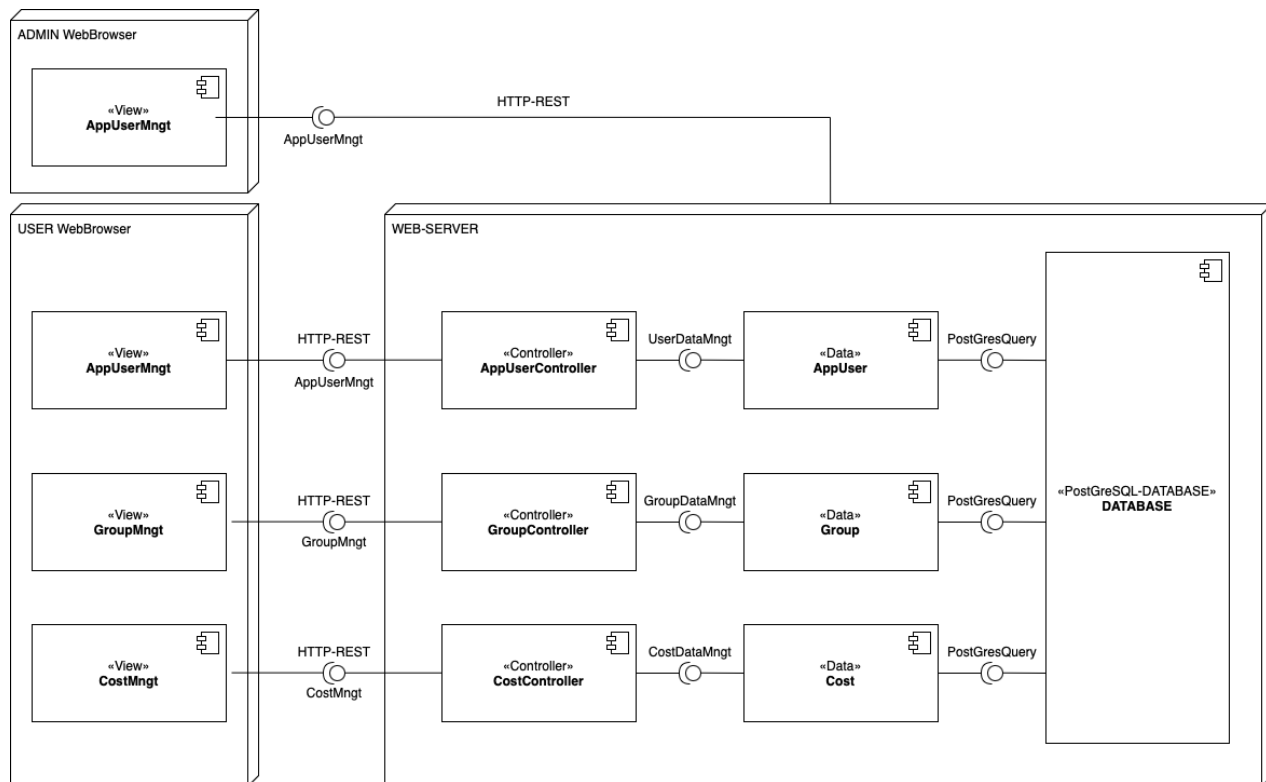 ADMIN WebBrowser
«View»
AppUserMngt
HTTP-REST
AppUserMngt
USER WebBrowser
WEB-SERVER
«View»
AppUserMngt
HTTP-REST
AppUserMngt
«Controller»
AppUserController
UserDataMngt
«Data»
AppUser
PostGresQuery
«View»
GroupMngt
HTTP-REST
GroupMngt
«Controller»
GroupController
GroupDataMngt
«Data»
Group
PostGresQuery
«PostGreSQL-DATABASE»
DATABASE
«View»
CostMngt
HTTP-REST
CostMngt
«Controller»
CostController
CostDataMngt
«Data»
Cost
PostGresQuery